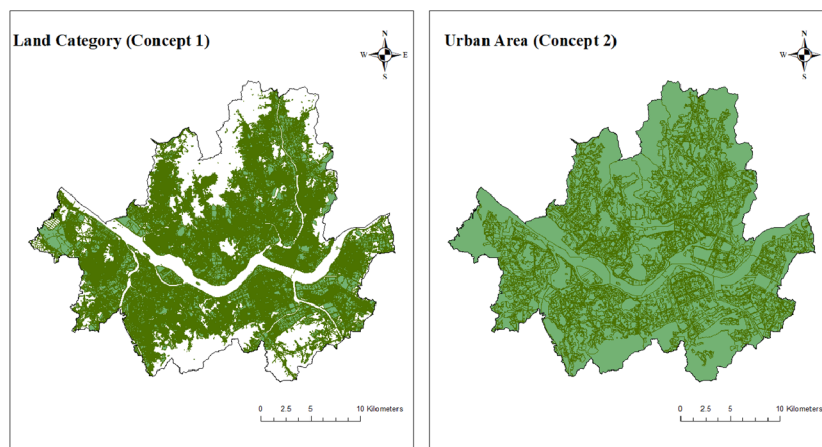 Land Category (Concept 1)
N
W E
S
0 2.5 5 10 Kilometers
Urban Area (Concept 2)
N
W E
S
0 2.5 5 10 Kilometers